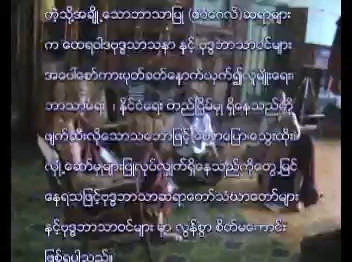 ကဲ့သို့အချို့သောဘာသာပြု (ဧဝံဂေလိ)ဆရာများ
က ထေရဝါဒဗုဒ္ဓသာသနာ နှင့် ဗုဒ္ဓဘာသာဝင်များ
အပေါ်စော်ကားပုတ်ခတ်နှောက်ယှက်၍လူမျိုးရေး၊
ဘာသာရေး ၊ နိုင်ငံရေး တည်ငြိမ်မှု ရှိနေသည်ကို
ဖျက်ဆီးလိုသောသဘောဖြင့် ဟောပြောသွေးထိုး
လှုံ့ဆော်မှုများပြုလုပ်လျှက်ရှိနေသည်ကိုတွေ့မြင်
နေရသဖြင့်ဗုဒ္ဓဘာသာဆရာတော်သံဃာတော်များ
နှင့်ဗုဒ္ဓဘာသာဝင်များ မှာ လွန်စွာ စိတ်မကောင်း
ဖြစ်ရပါသည်။